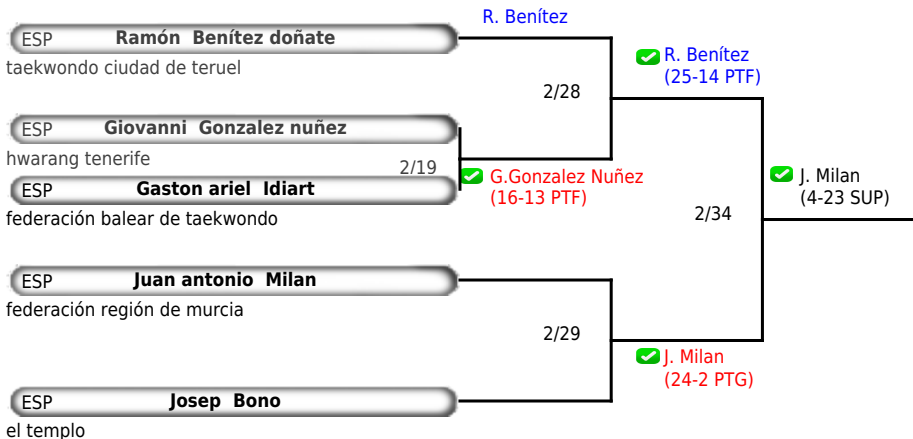 R. Benítez
ESP Ramón Benítez doñate
taekwondo ciudad de teruel
R. Benítez
(25-14 PTF)
2/28
ESP Giovanni Gonzalez nuñez
hwarang tenerife
2/19
G.Gonzalez Nuñez
(16-13 PTF)
ESP Gaston ariel Idiart
federación balear de taekwondo
J. Milan
(4-23 SUP)
2/34
ESP Juan antonio Milan
federación región de murcia
2/29
J. Milan
(24-2 PTG)
ESP Josep Bono
el templo